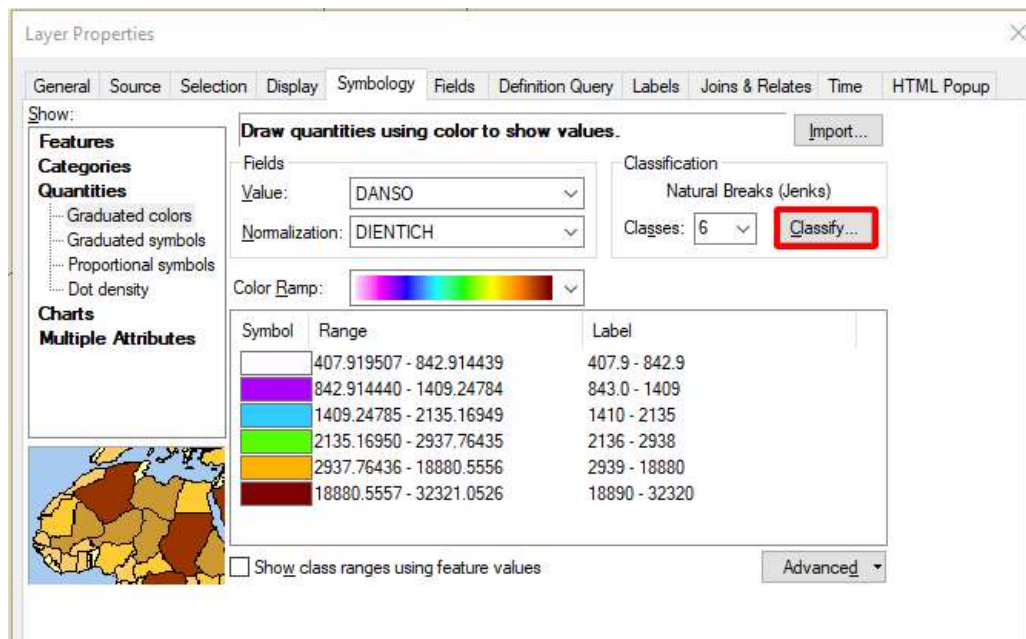 Layer Properties
General Source Selection Display Symbology Fields Definition Query Labels Joins & Relates Time HTML Popup
Show:
Features
Categories
Quantities
Graduated colors
Graduated symbols
Proportional symbols
Dot density
Charts
Multiple Attributes
Draw quantities using color to show values.
Import...
Fields
Value: DANSO
Normalization: DIENTICH
Classification
Natural Breaks (Jenks)
Classes: 6 Classify...
Color Ramp:
Symbol Range Label
407.919507 - 842.914439 407.9 - 842.9
842.914440 - 1409.24784 843.0 - 1409
1409.24785 - 2135.16949 1410 - 2135
2135.16950 - 2937.76435 2136 - 2938
2937.76436 - 18880.5556 2939 - 18880
18880.5557 - 32321.0526 18890 - 32320
Show class ranges using feature values
Advanced